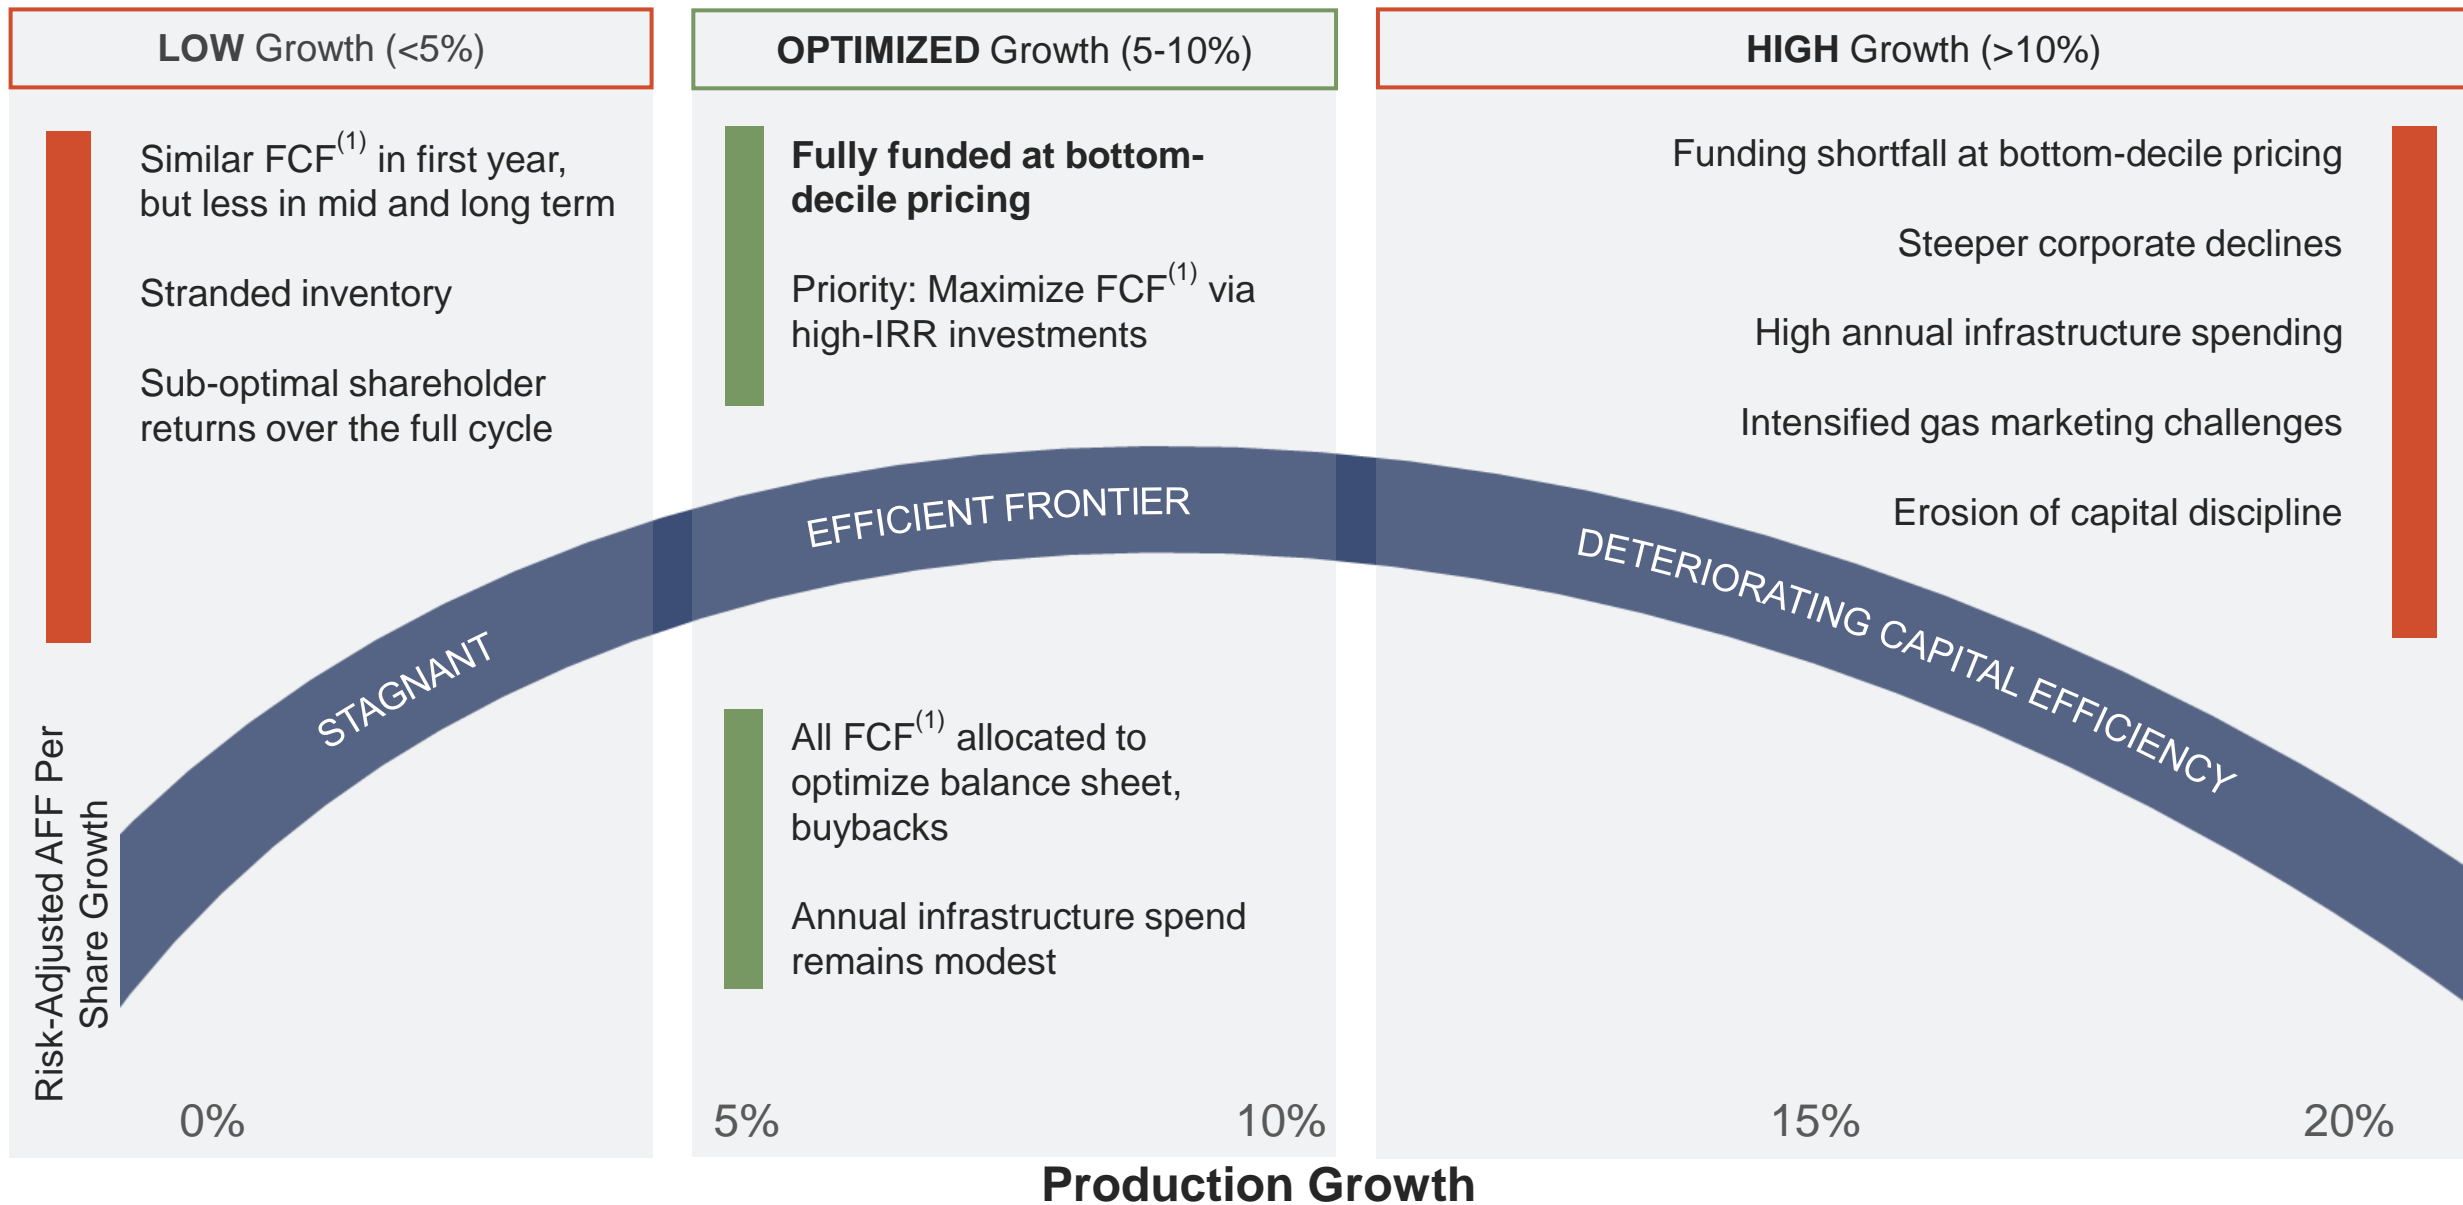 LOW Growth (<5%)
Similar FCF(1) in first year,
but less in mid and long term
Stranded inventory
Sub-optimal shareholder
returns over the full cycle
OPTIMIZED Growth (5-10%)
Fully funded at bottom-
decile pricing
Priority: Maximize FCF(1) via
high-IRR investments
HIGH Growth (>10%)
Funding shortfall at bottom-decile pricing
Steeper corporate declines
High annual infrastructure spending
Intensified gas marketing challenges
Erosion of capital discipline
STAGNANT
EFFICIENT FRONTIER
DETERIORATING CAPITAL EFFICIENCY
All FCF(1) allocated to
optimize balance sheet,
buybacks
Annual infrastructure spend
remains modest
Risk-Adjusted AFF Per
Share Growth
0%
5%
10%
15%
20%
Production Growth